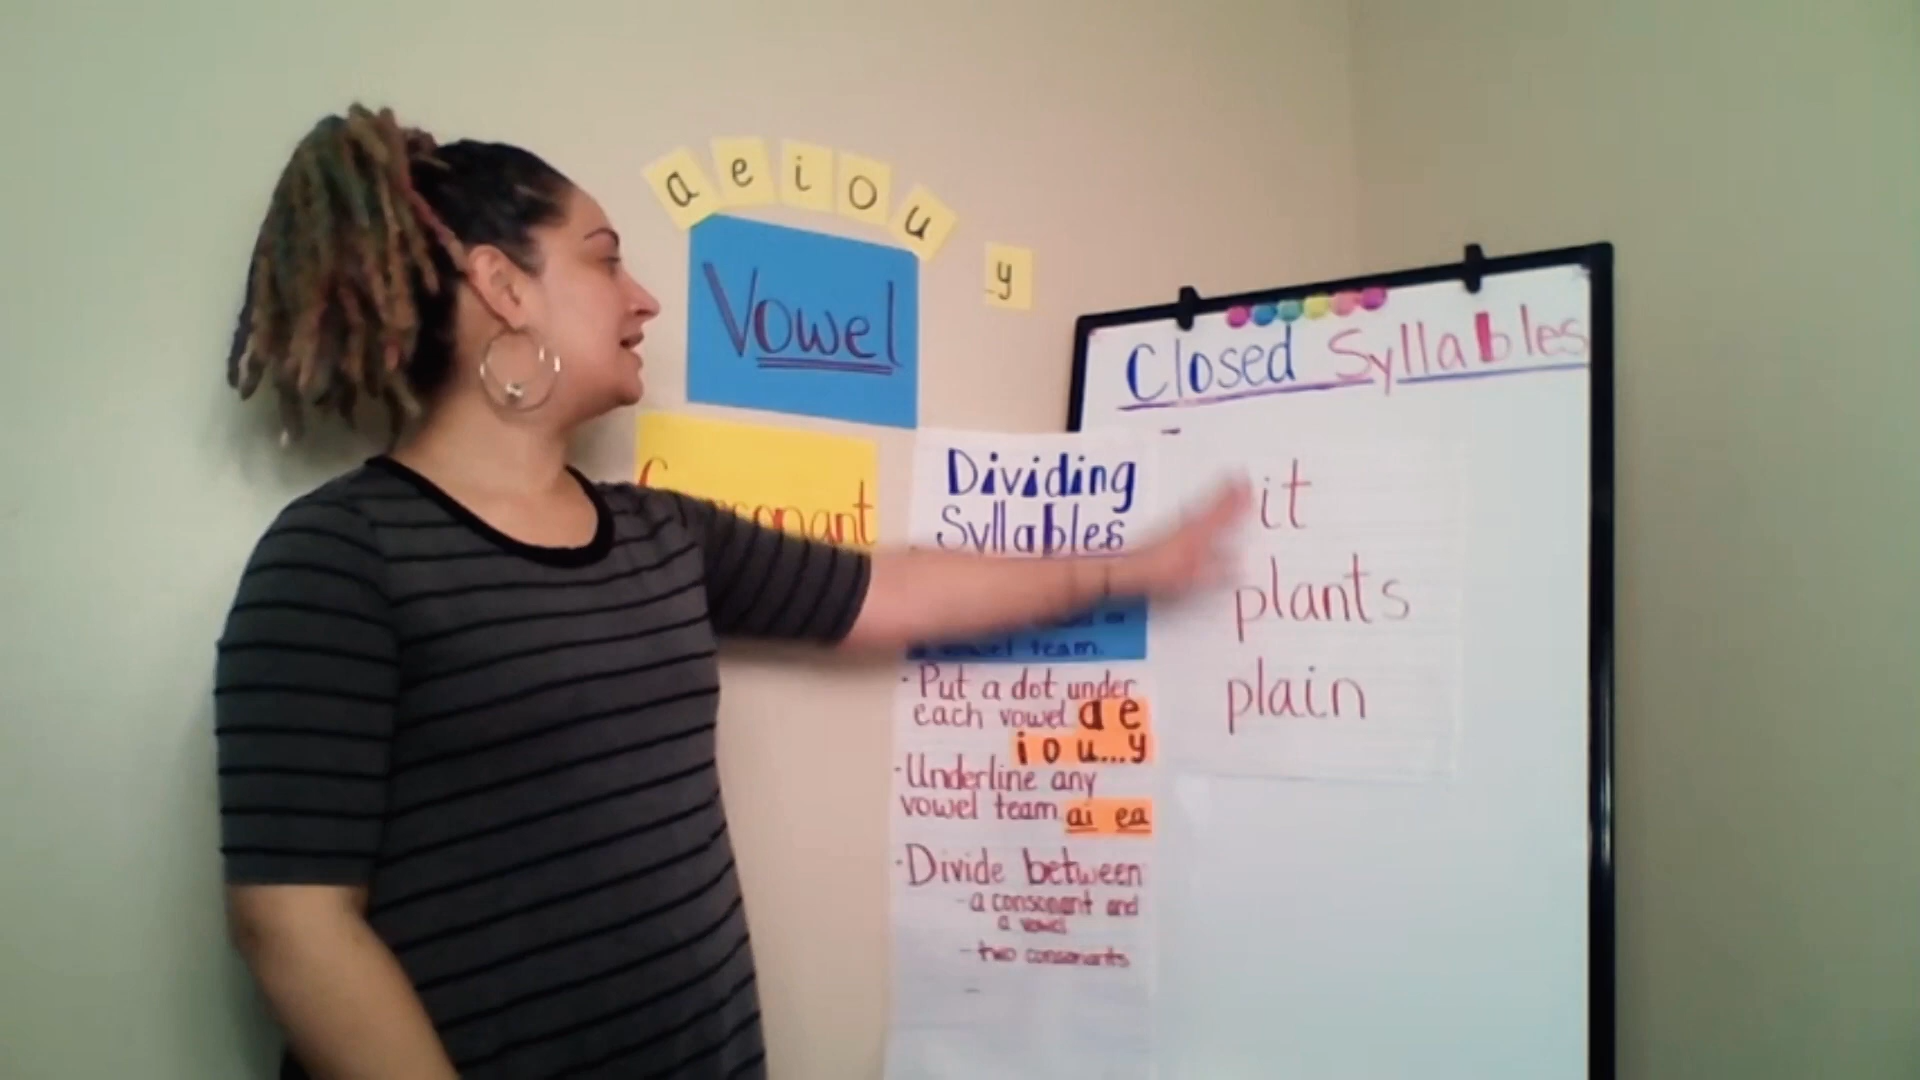 a e i o u
y
Vowel
Closed Syllables
Dividing
Syllables
vowel team.
• Put a dot under
each vowel a e
i o u...y
• Underline any
vowel team ai ea
• Divide between
- a consonant and
a vowel
- two consonants
-
it
plants
plain